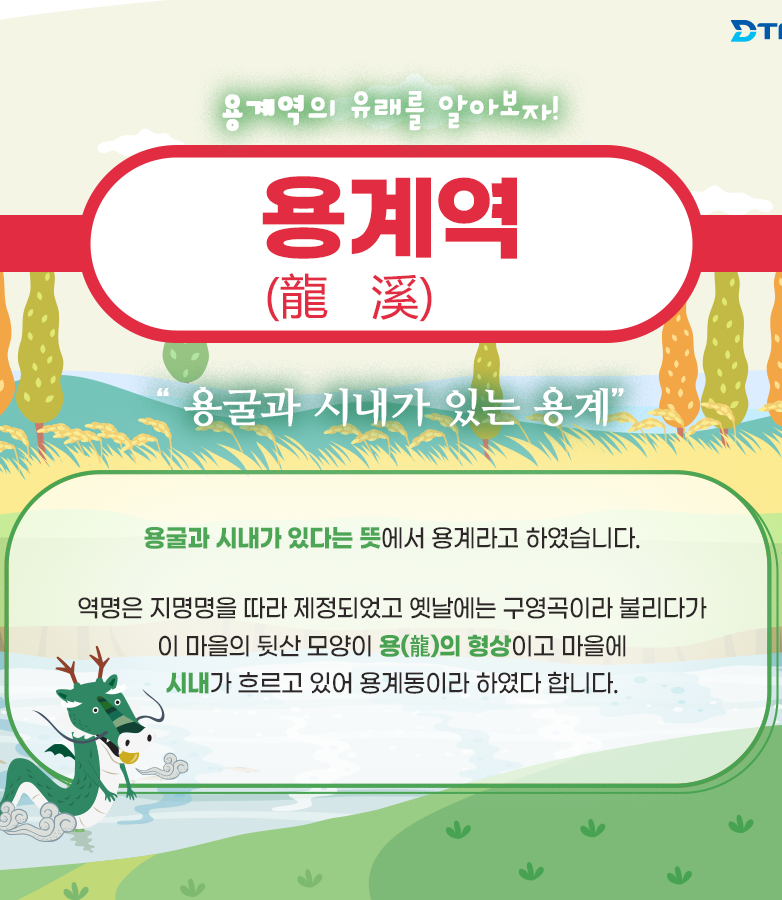 용계역의 유래를 알아보자!
용계역
(龍 溪)
“ 용굴과 시내가 있는 용계”
용굴과 시내가 있다는 뜻에서 용계라고 하였습니다.
역명은 지명명을 따라 제정되었고 옛날에는 구영곡이라 불리다가
이 마을의 뒷산 모양이 용(龍)의 형상이고 마을에
시내가 흐르고 있어 용계동이라 하였다 합니다.